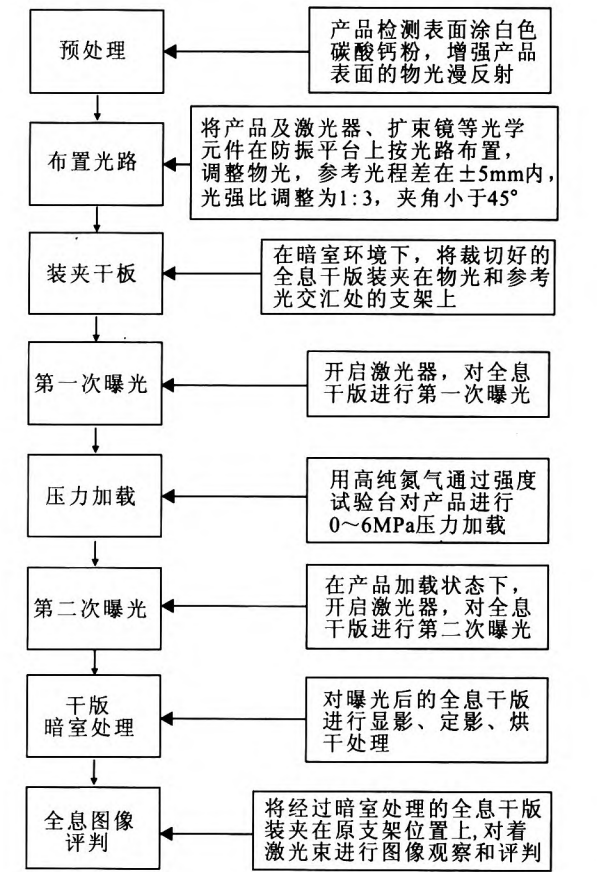 预处理
产品检测表面涂白色
碳酸钙粉，增强产品
表面的物光漫反射
布置光路
将产品及激光器、扩束镜等光学
元件在防振平台上按光路布置，
调整物光，参考光程差在±5mm内，
光强比调整为1:3，夹角小于45°
装夹干板
在暗室环境下，将裁切好的
全息干版装夹在物光和参考
光交汇处的支架上
第一次曝光
开启激光器，对全息
干版进行第一次曝光
压力加载
用高纯氮气通过强度
试验台对产品进行
0～6MPa压力加载
第二次曝光
在产品加载状态下，
开启激光器，对全息
干版进行第二次曝光
干版
暗室处理
对曝光后的全息干版
进行显影、定影、烘
干处理
全息图像
评判
将经过暗室处理的全息干版
装夹在原支架位置上,对着
激光束进行图像观察和评判